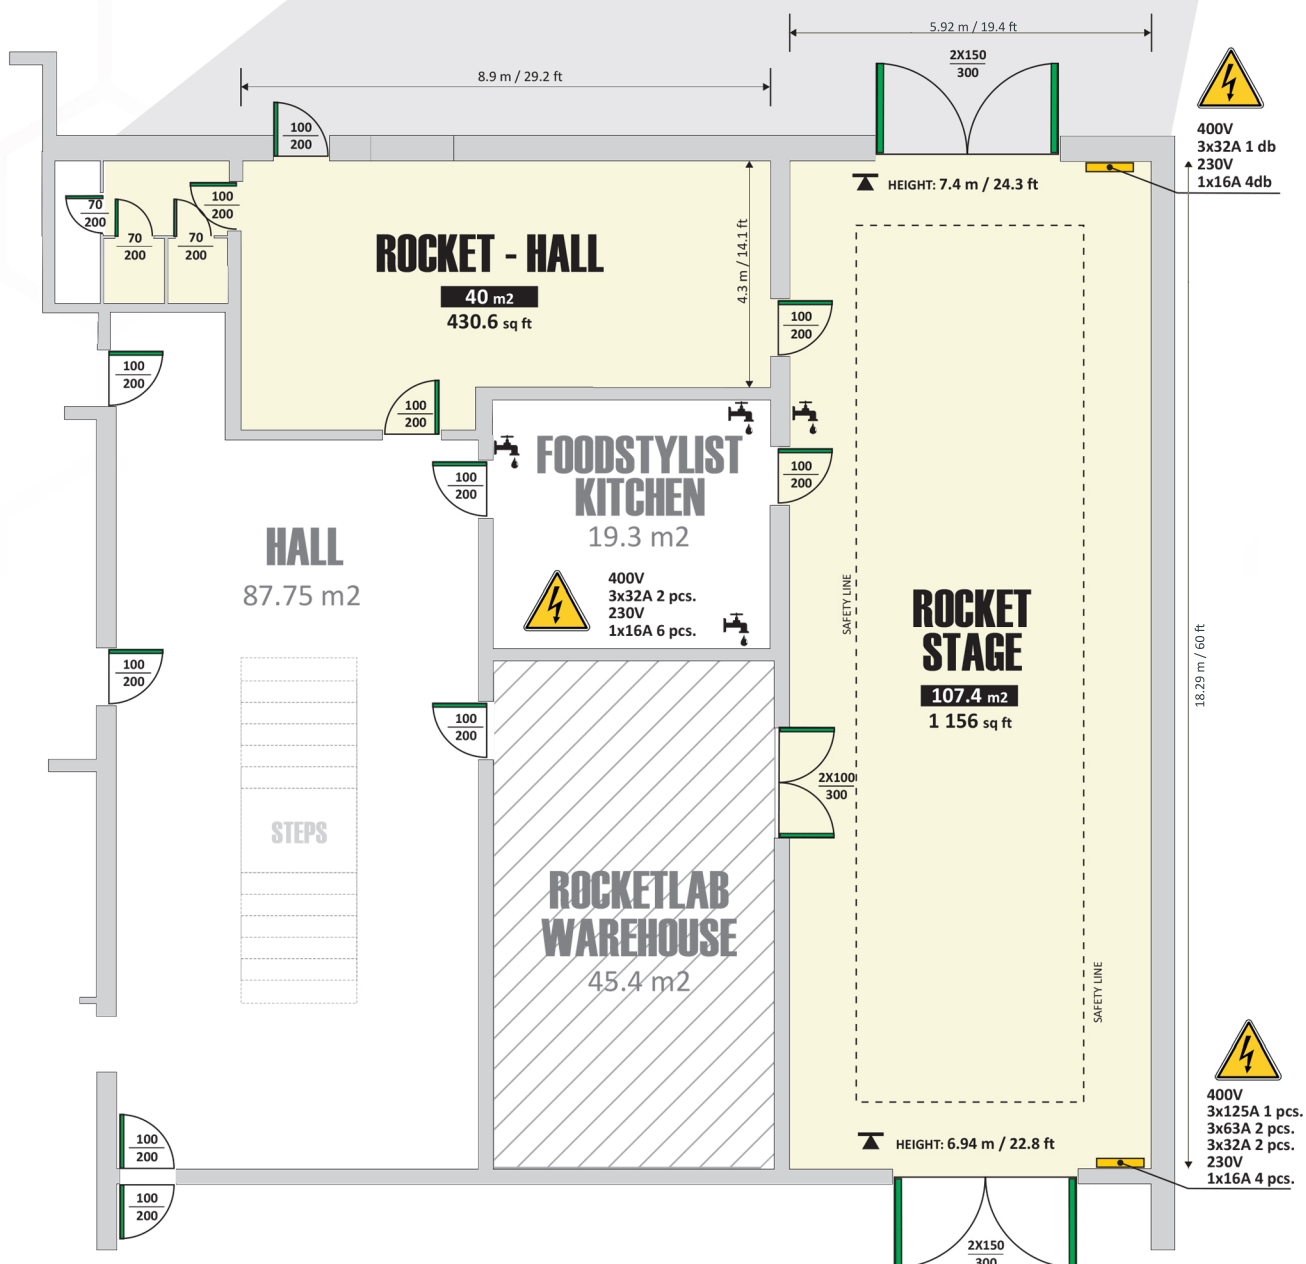 5.92 m / 19.4 ft
8.9 m / 29.2 ft
2X150
300
400V
3x32A 1 db
230V
1x16A 4db
100
200
HEIGHT: 7.4 m / 24.3 ft
70
200
100
200
70
200
70
200
ROCKET - HALL
40 m2
430.6 sq ft
4.3 m / 14.1 ft
100
200
100
200
100
200
FOODSTYLIST
KITCHEN
19.3 m2
100
200
100
200
HALL
87.75 m2
400V
3x32A 2 pcs.
230V
1x16A 6 pcs.
SAFETY LINE
ROCKET
STAGE
107.4 m2
1 156 sq ft
18.29 m / 60 ft
100
200
100
200
2X100
300
STEPS
ROCKETLAB
WAREHOUSE
45.4 m2
SAFETY LINE
400V
3x125A 1 pcs.
3x63A 2 pcs.
3x32A 2 pcs.
230V
1x16A 4 pcs.
HEIGHT: 6.94 m / 22.8 ft
100
200
100
200
2X150
300